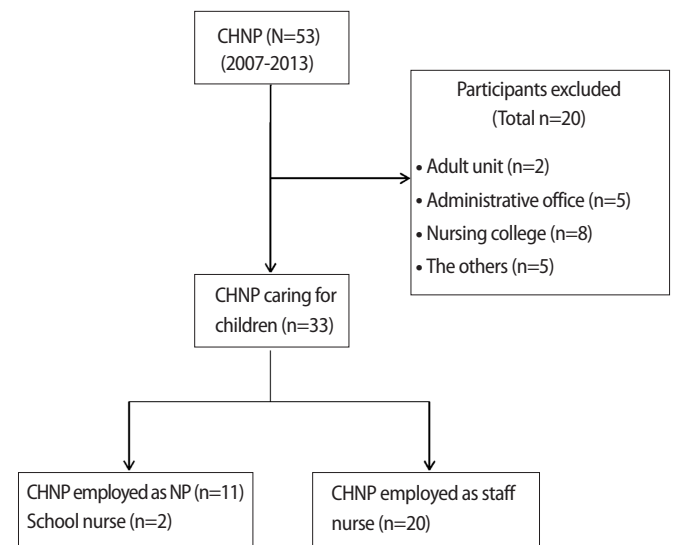 CHNP (N=53)
(2007-2013)
Participants excluded
(Total n=20)
• Adult unit (n=2)
• Administrative office (n=5)
• Nursing college (n=8)
• The others (n=5)
CHNP caring for
children (n=33)
CHNP employed as NP (n=11)
School nurse (n=2)
CHNP employed as staff
nurse (n=20)